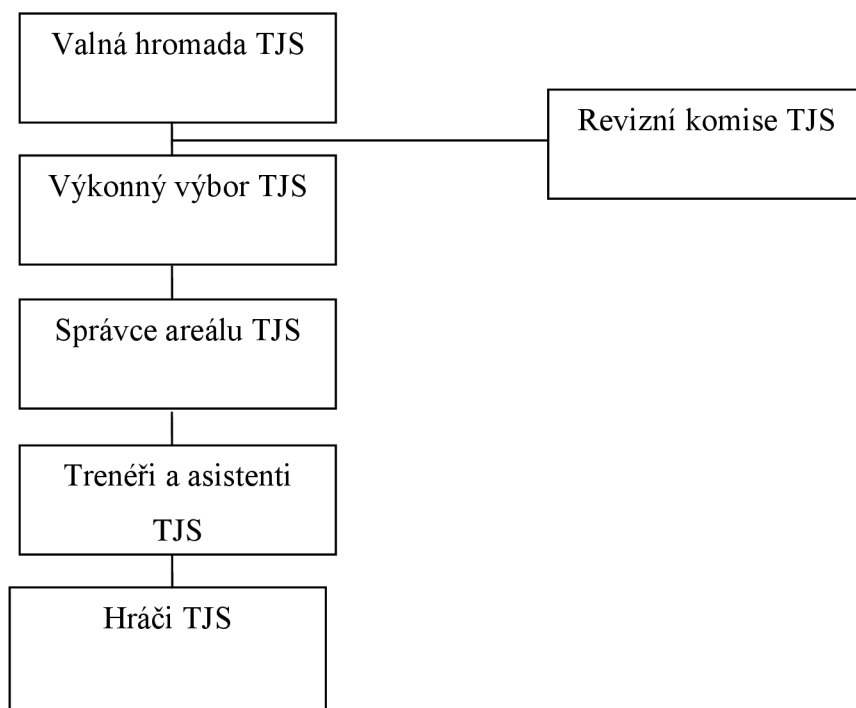 Valná hromada TJS
Revizní komise TJS
Výkonný výbor TJS
Správce areálu TJS
Trenéři a asistenti
TJS
Hráči TJS